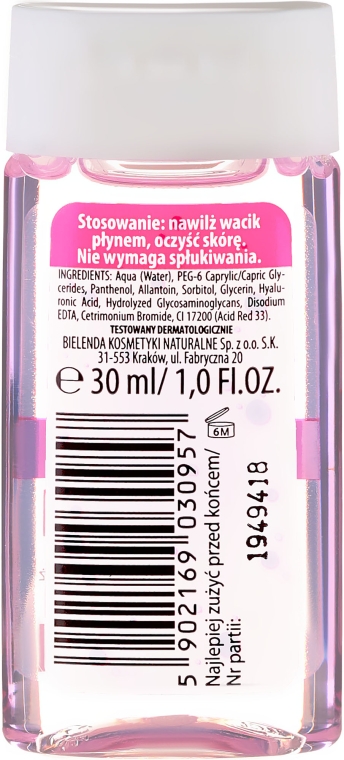 Stosowanie: nawilż wacik
płynem, oczyść skórę.
Nie wymaga spłukiwania.
INGREDIENTS: Aqua (Water), PEG-6 Caprylic/Capric Gly-
cerides, Panthenol, Allantoin, Sorbitol, Glycerin, Hyalu-
ronic Acid, Hydrolyzed Glycosaminoglycans, Disodium
EDTA, Cetrimonium Bromide, CI 17200 (Acid Red 33).
TESTOWANY DERMATOLOGICZNIE
BIELENDA KOSMETYKI NATURALNE Sp. z o.o. S.K.
31-553 Kraków, ul. Fabryczna 20
℮ 30 ml/ 1,0 Fl.OZ.
5 902169 030957
6M
Najlepiej zużyć przed końcem/
Nr partii:
1949418